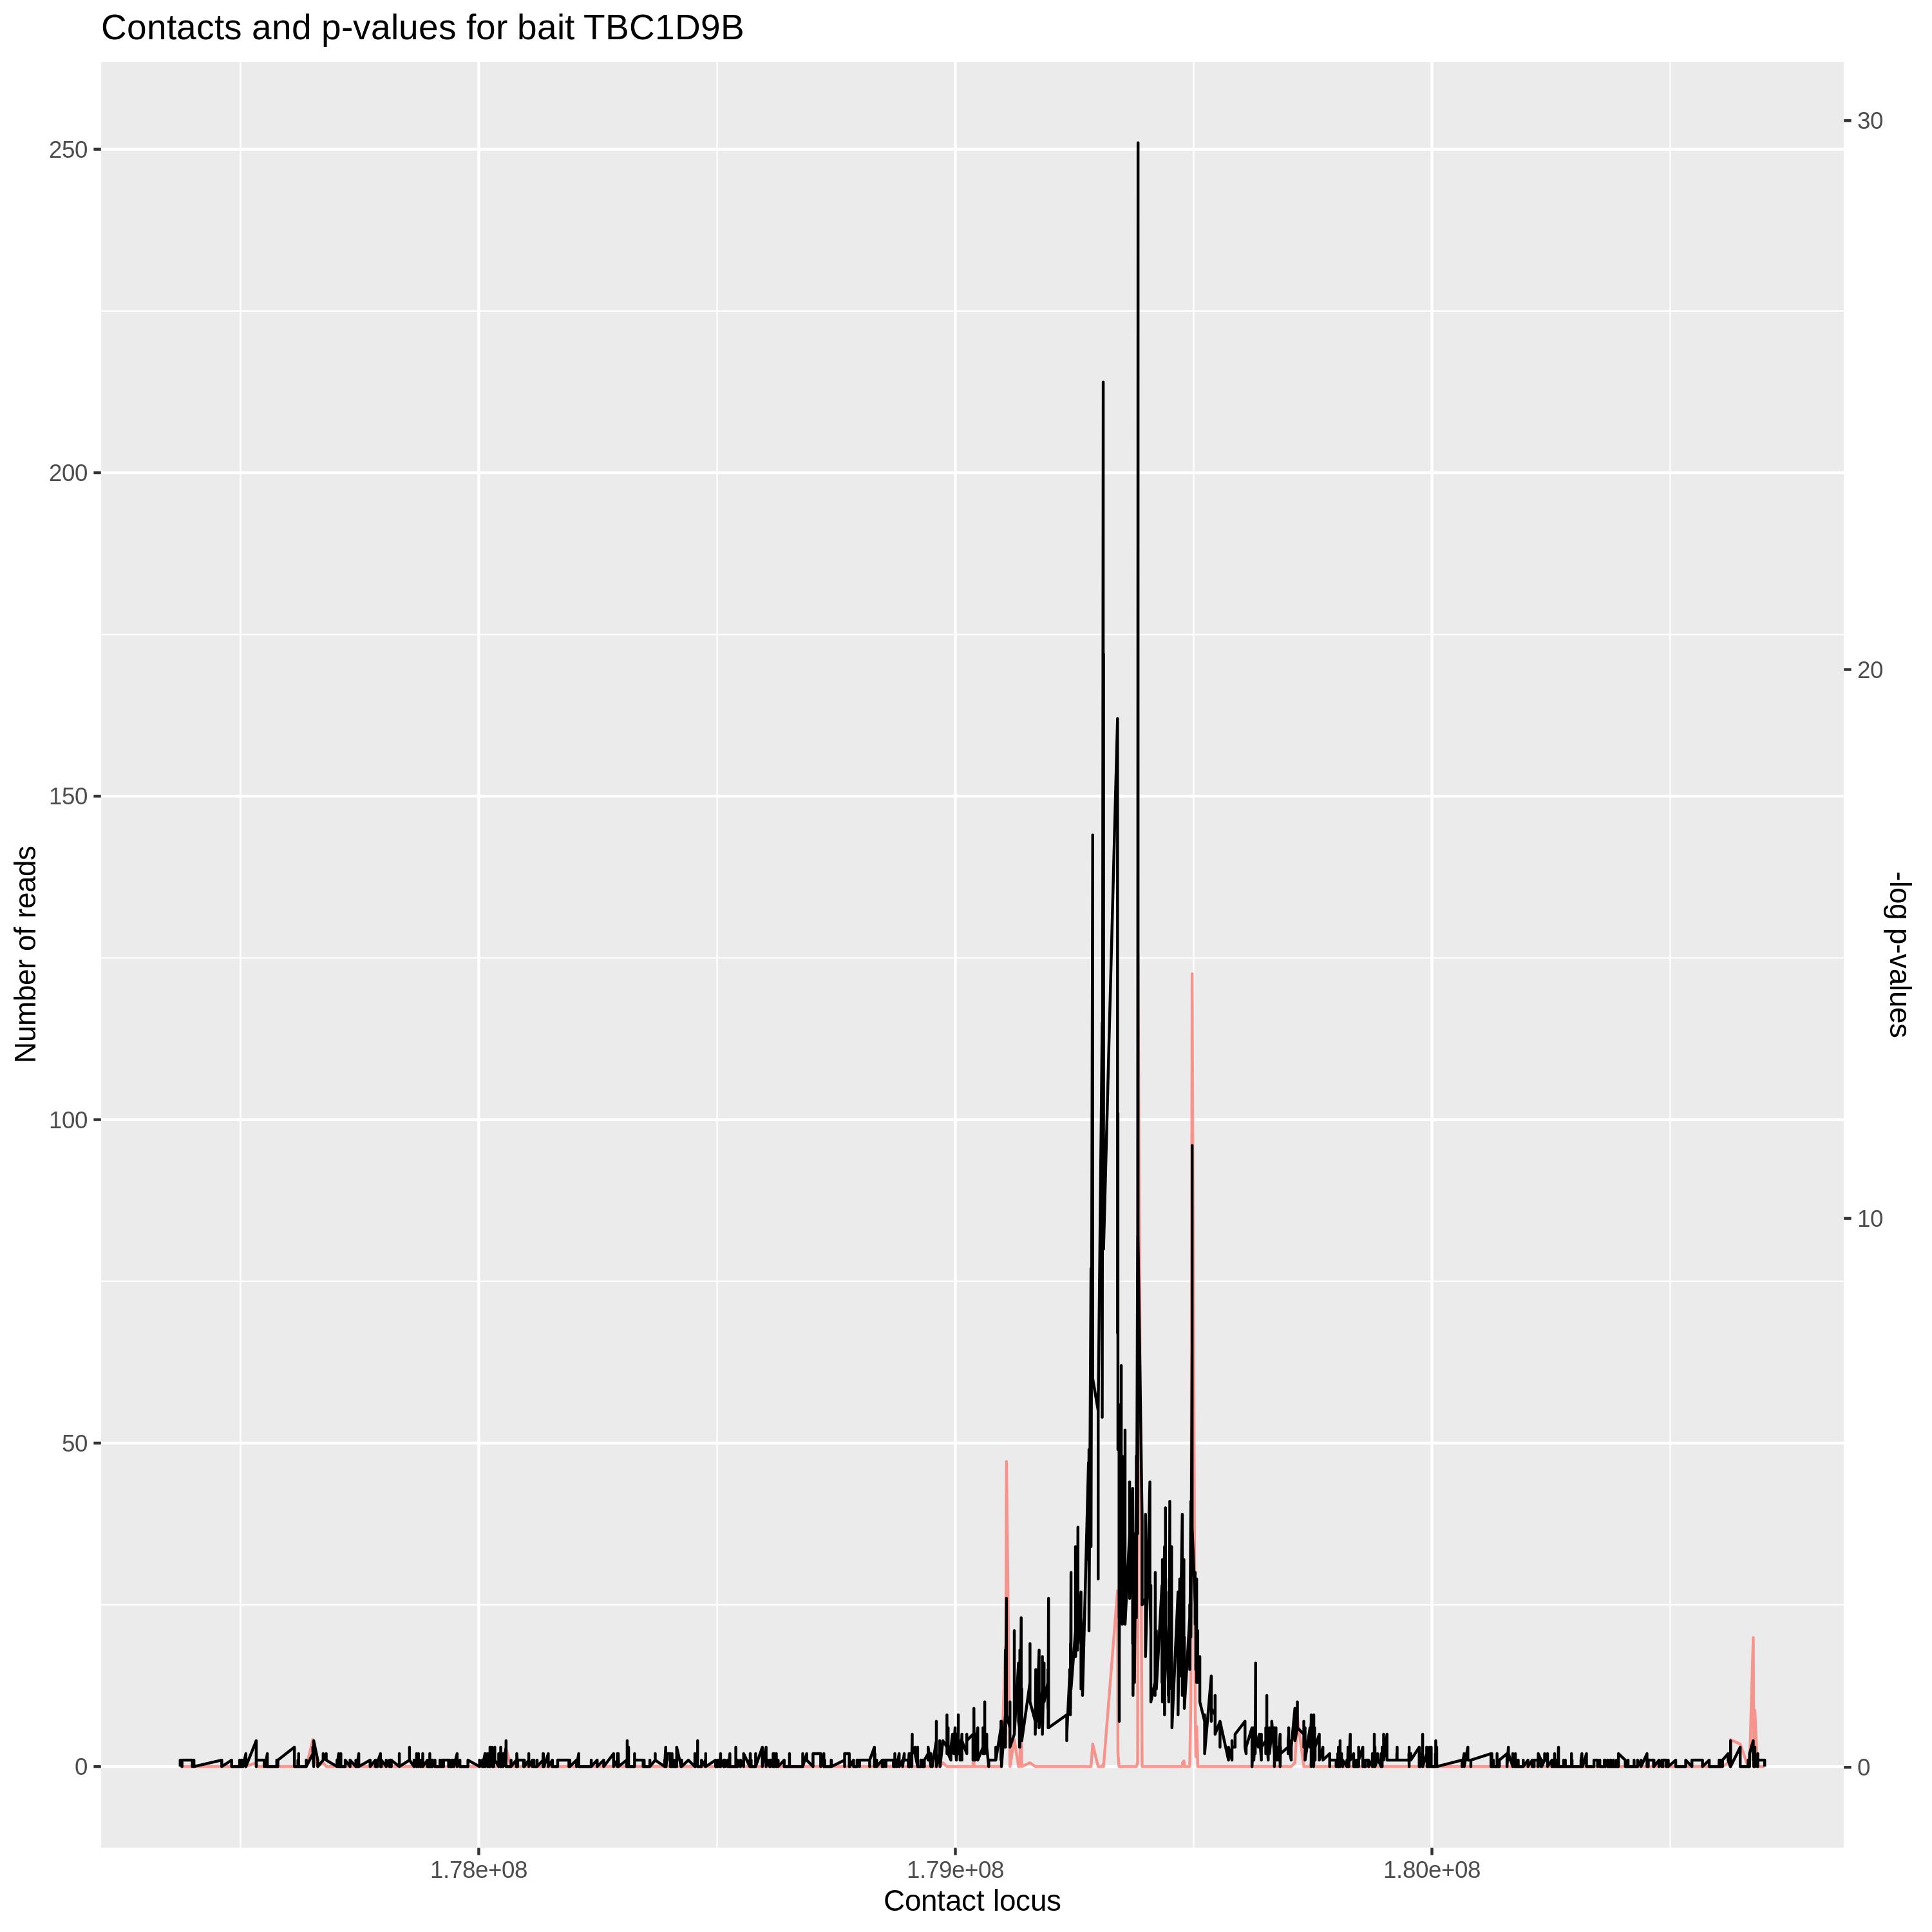 Contacts and p-values for bait TBC1D9B
250
200
150
100
50
0
Number of reads
30
20
10
0
-log p-values
1.78e+08
1.79e+08
1.80e+08
Contact locus